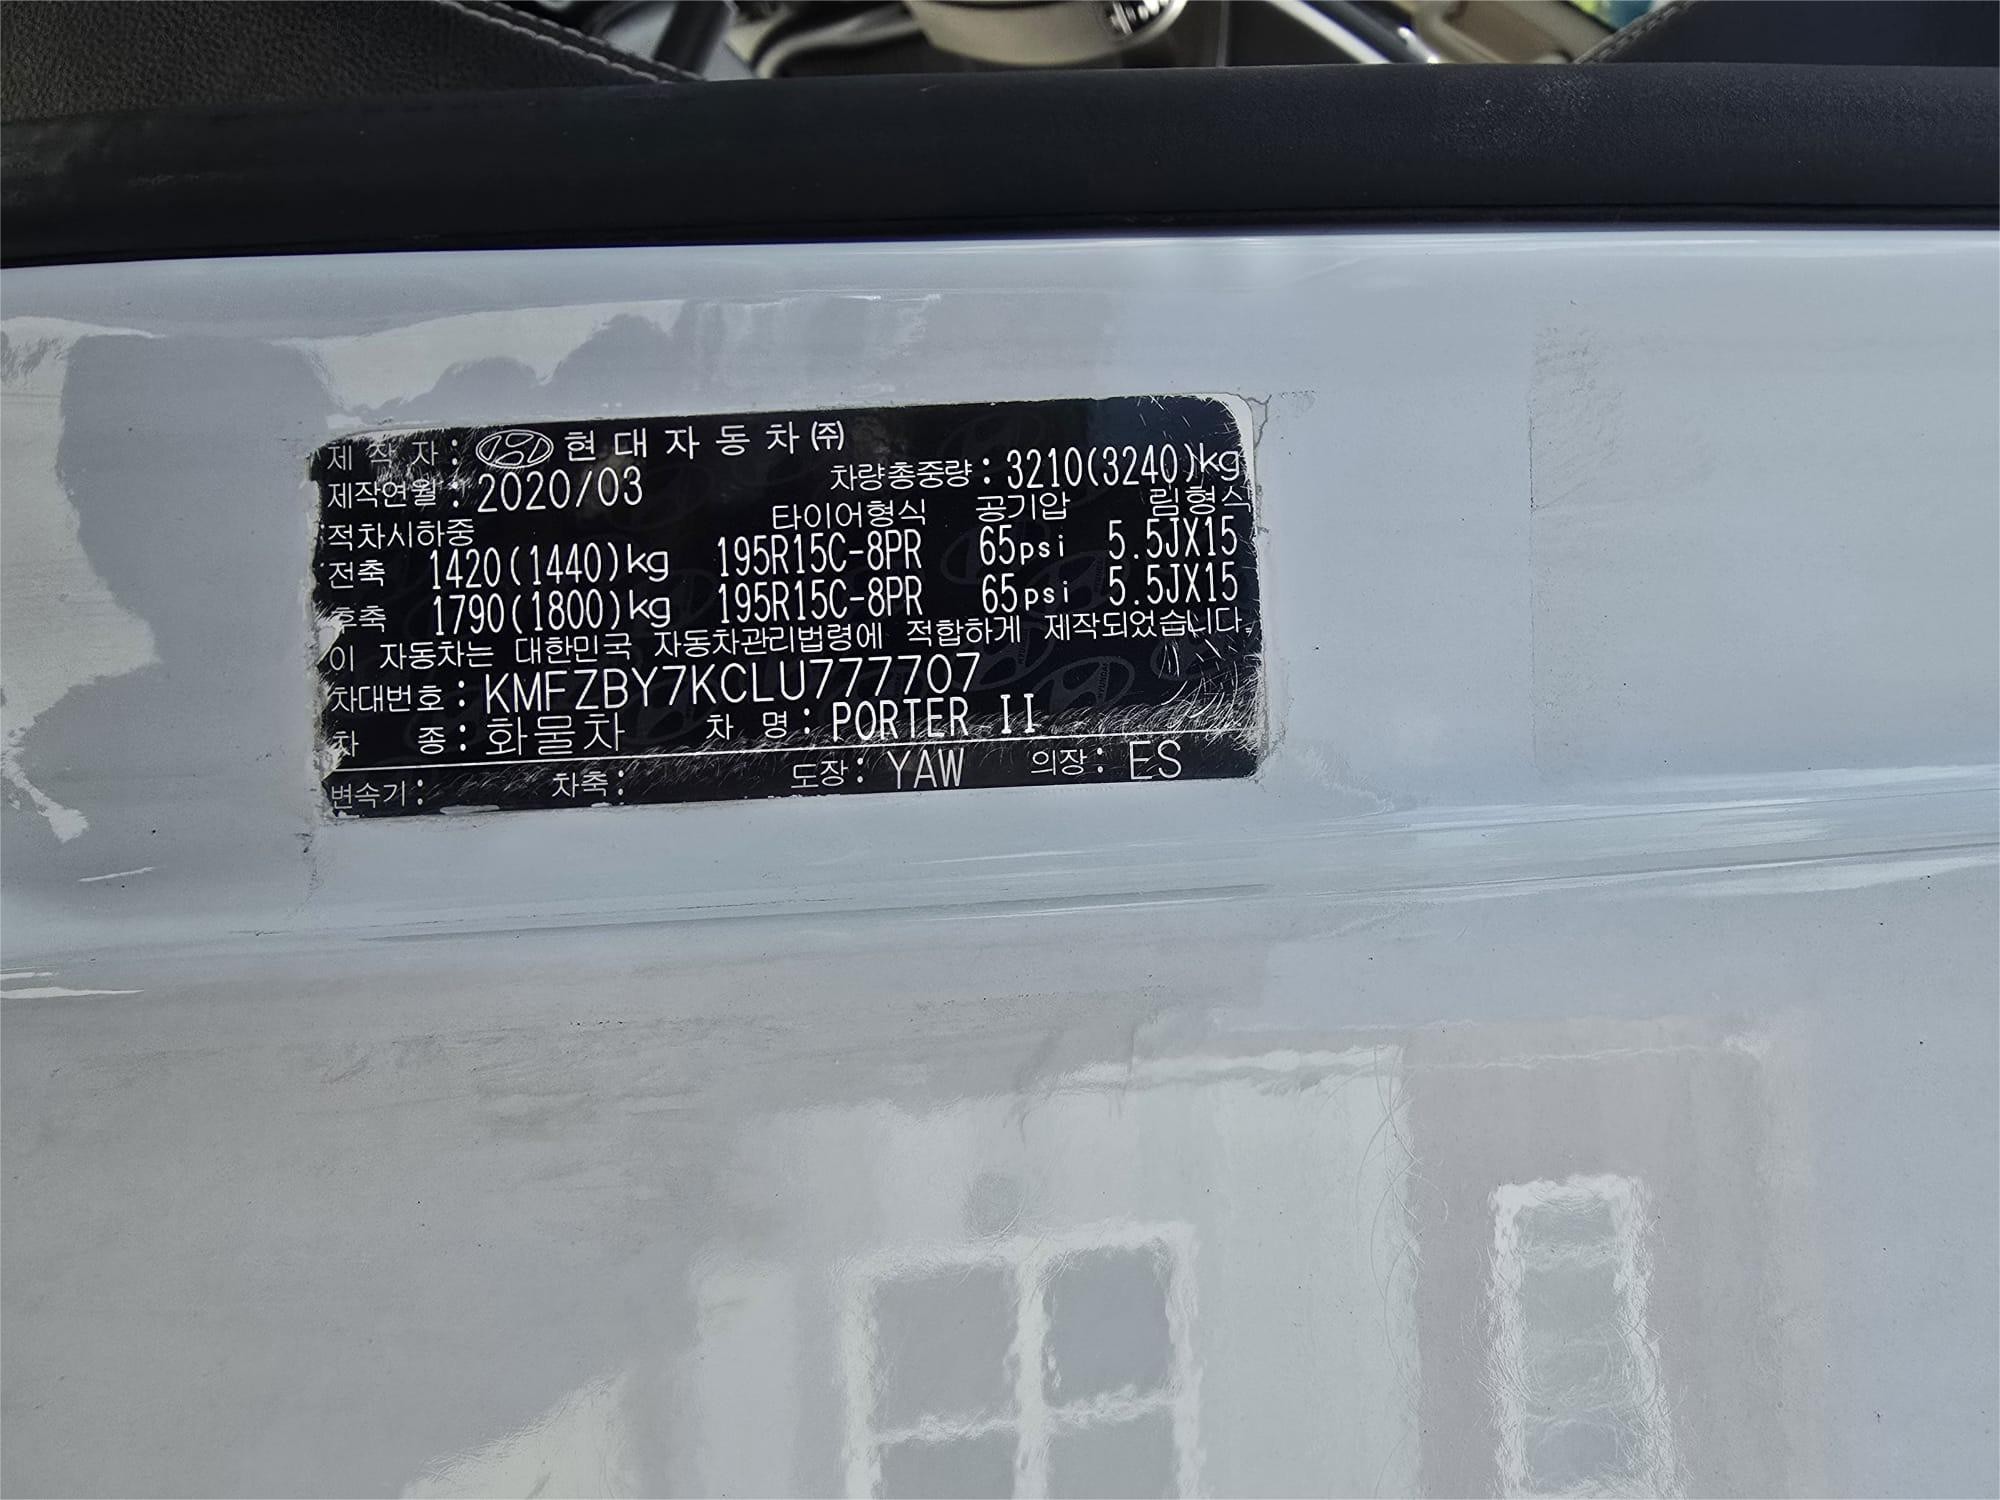 제 작 자 : 현 대 자 동 차 ㈜
제작연월 : 2020/03 차량총중량 : 3210(3240)kg
적차시하중 타이어형식 공기압 림형식
전축 1420(1440)kg 195R15C-8PR 65psi 5.5JX15
후축 1790(1800)kg 195R15C-8PR 65psi 5.5JX15
이 자동차는 대한민국 자동차관리법령에 적합하게 제작되었습니다.
차대번호 : KMFZBY7KCLU777707
차 종 : 화물차 차 명 : PORTER II
변속기 : 차축 : 도장 : YAW 의장 : ES